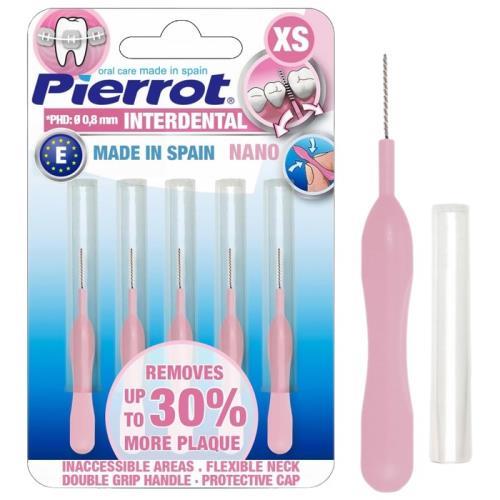 XS
oral care made in spain
Pierrot®
*PHD: Ø 0,8 mm INTERDENTAL
E MADE IN SPAIN NANO
REMOVES
UP TO 30%
MORE PLAQUE
INACCESSIBLE AREAS . FLEXIBLE NECK
DOUBLE GRIP HANDLE · PROTECTIVE CAP